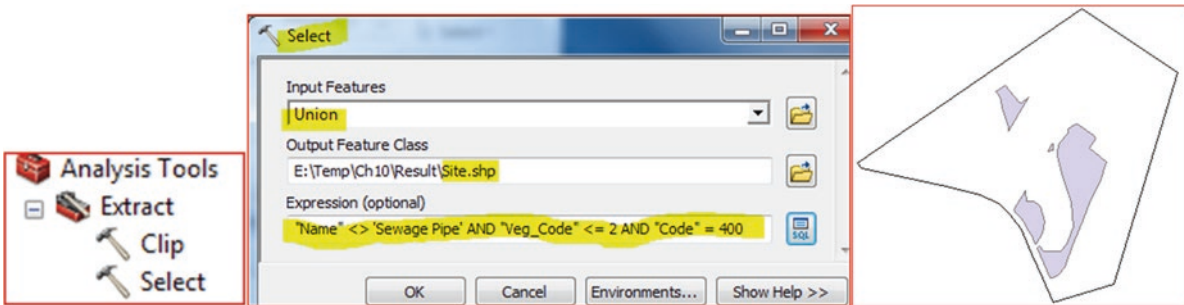 Analysis Tools
Extract
Clip
Select
Select
Input Features
Union
Output Feature Class
E:\Temp\Ch10\Result\Site.shp
Expression (optional)
"Name" <> 'Sewage Pipe' AND "Veg_Code" <= 2 AND "Code" = 400
SQL
OK
Cancel
Environments...
Show Help >>